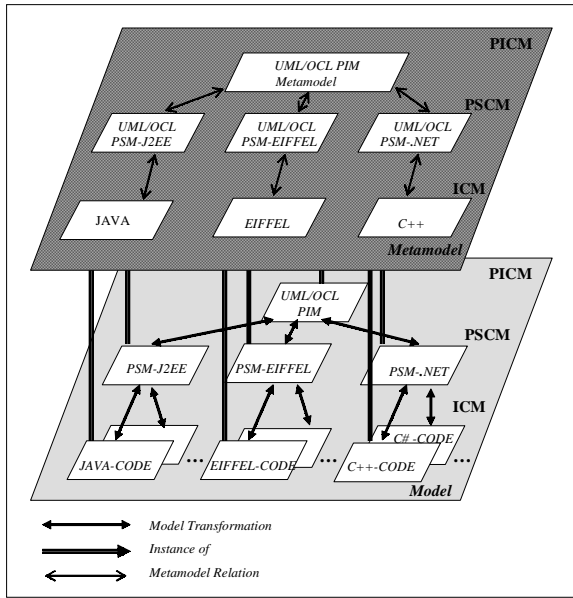 PICM
UML/OCL PIM
Metamodel
PSCM
UML/OCL
PSM-J2EE
UML/OCL
PSM-EIFFEL
UML/OCL
PSM-.NET
ICM
JAVA
EIFFEL
C++
Metamodel
PICM
UML/OCL
PIM
PSCM
PSM-J2EE
PSM-EIFFEL
PSM-.NET
ICM
C# -CODE
JAVA-CODE
...
EIFFEL-CODE
...
C++-CODE
...
Model
Model Transformation
Instance of
Metamodel Relation